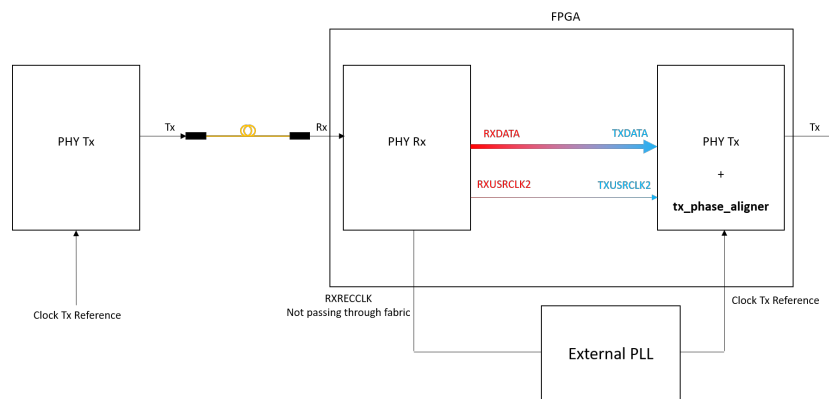 FPGA
PHY Tx
Tx
Rx
PHY Rx
RXDATA
TXDATA
RXUSRCLK2
TXUSRCLK2
PHY Tx
+
tx_phase_aligner
Tx
Clock Tx Reference
RXRECCLK
Not passing through fabric
Clock Tx Reference
External PLL